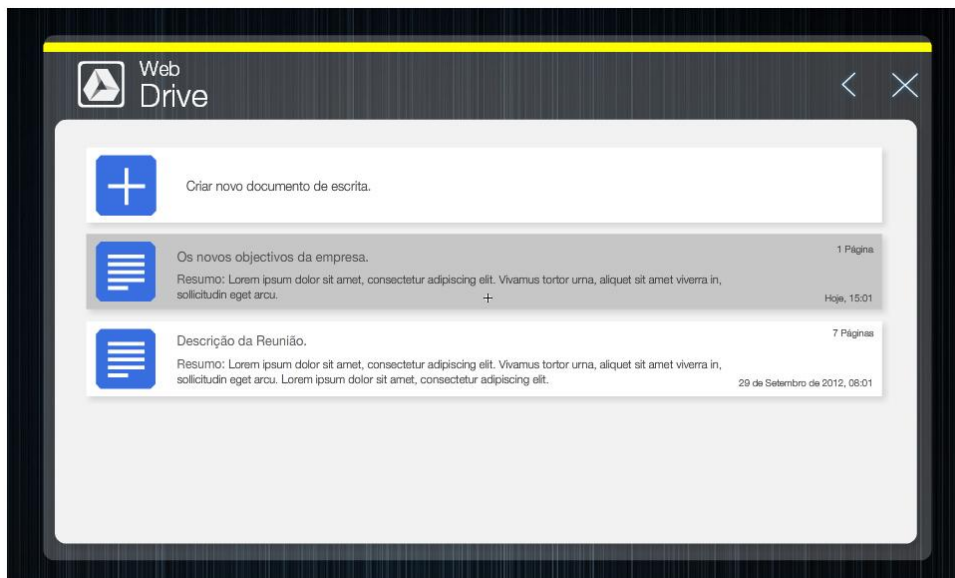 Web
Drive
Criar novo documento de escrita.
Os novos objectivos da empresa.
1 Página
Resumo: Lorem ipsum dolor sit amet, consectetur adipiscing elit. Vivamus tortor urna, aliquet sit amet viverra in,
sollicitudin eget arcu.
Hoje, 15:01
Descrição da Reunião.
7 Páginas
Resumo: Lorem ipsum dolor sit amet, consectetur adipiscing elit. Vivamus tortor urna, aliquet sit amet viverra in,
sollicitudin eget arcu. Lorem ipsum dolor sit amet, consectetur adipiscing elit.
29 de Setembro de 2012, 08:01